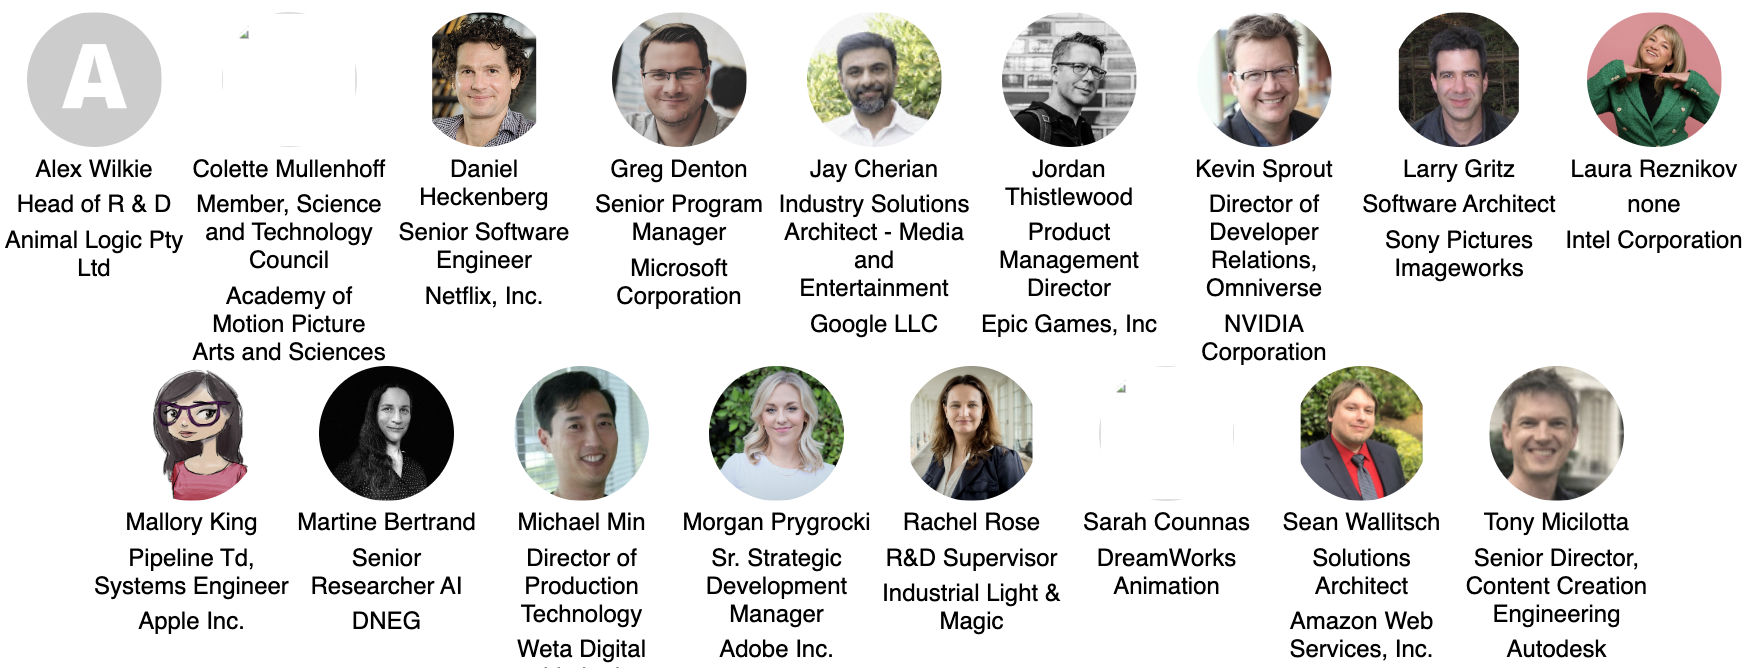 A
Alex Wilkie
Head of R & D
Animal Logic Pty
Ltd
Colette Mullenhoff
Member, Science
and Technology
Council
Academy of
Motion Picture
Arts and Sciences
Daniel
Heckenberg
Senior Software
Engineer
Netflix, Inc.
Greg Denton
Senior Program
Manager
Microsoft
Corporation
Jay Cherian
Industry Solutions
Architect - Media
and
Entertainment
Google LLC
Jordan
Thistlewood
Product
Management
Director
Epic Games, Inc
Kevin Sprout
Director of
Developer
Relations,
Omniverse
NVIDIA
Corporation
Larry Gritz
Software Architect
Sony Pictures
Imageworks
Laura Reznikov
none
Intel Corporation
Mallory King
Pipeline Td,
Systems Engineer
Apple Inc.
Martine Bertrand
Senior
Researcher AI
DNEG
Michael Min
Director of
Production
Technology
Weta Digital
Morgan Prygrocki
Sr. Strategic
Development
Manager
Adobe Inc.
Rachel Rose
R&D Supervisor
Industrial Light &
Magic
Sarah Counnas
DreamWorks
Animation
Sean Wallitsch
Solutions
Architect
Amazon Web
Services, Inc.
Tony Micilotta
Senior Director,
Content Creation
Engineering
Autodesk